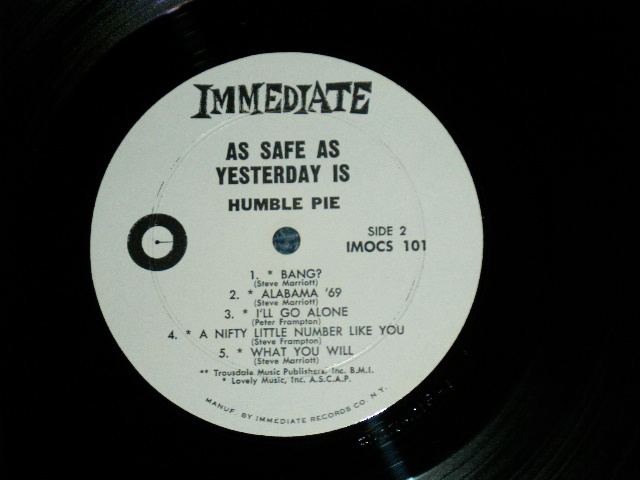 IMMEDIATE
AS SAFE AS
YESTERDAY IS
HUMBLE PIE
SIDE 2
IMOCS 101
1. * BANG?
(Steve Marriott)
2. * ALABAMA '69
(Steve Marriott)
3. * I'LL GO ALONE
(Peter Frampton)
4. * A NIFTY LITTLE NUMBER LIKE YOU
(Steve Frampton)
5. * WHAT YOU WILL
(Steve Marriott)
** Trousdale Music Publishers, Inc. B.M.I.
* Lovely Music, Inc. A.S.C.A.P.
MANUF. BY IMMEDIATE RECORDS CO. N.Y.